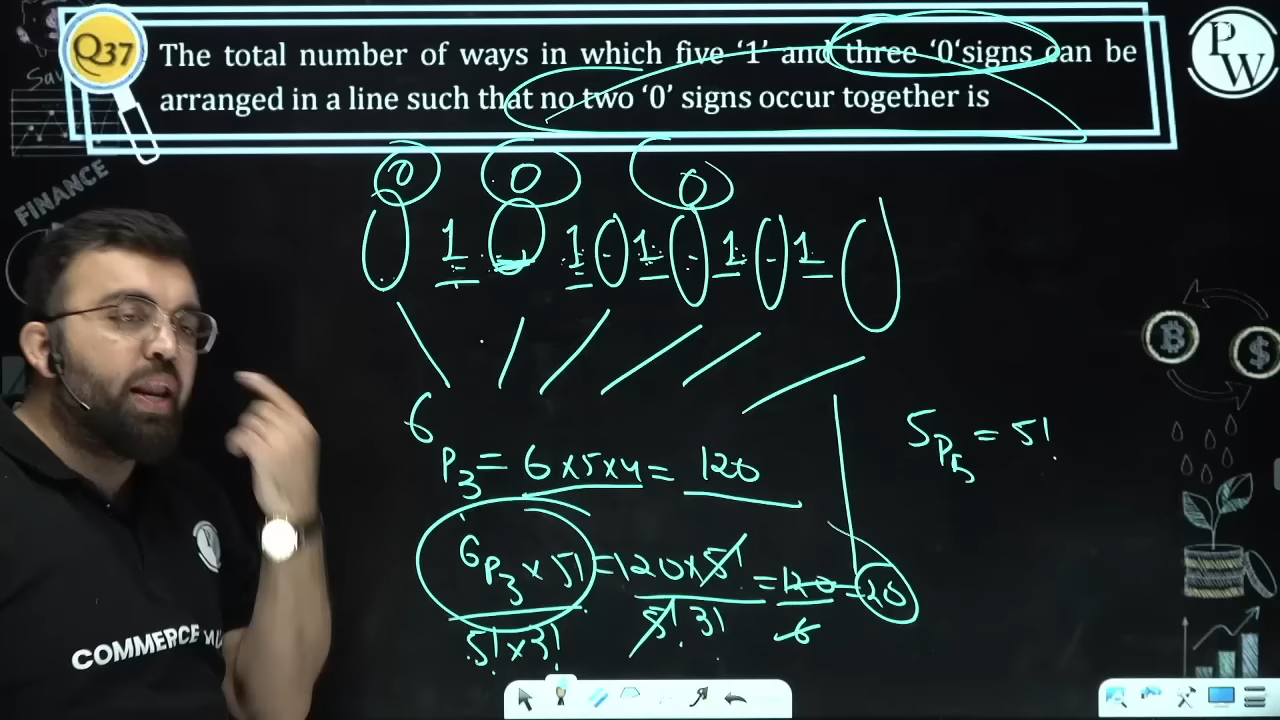 Q37
The total number of ways in which five ‘1’ and three ‘0‘signs can be
arranged in a line such that no two ‘0’ signs occur together is
PW
FINANCE
0 0 0
1 1 1 1 1
6P3 = 6×5×4 = 120
5P5 = 5!
6P3 × 5! / 5! × 3! = 120×5! / 5! 3! = 120 / 6 = 20
COMMERCE